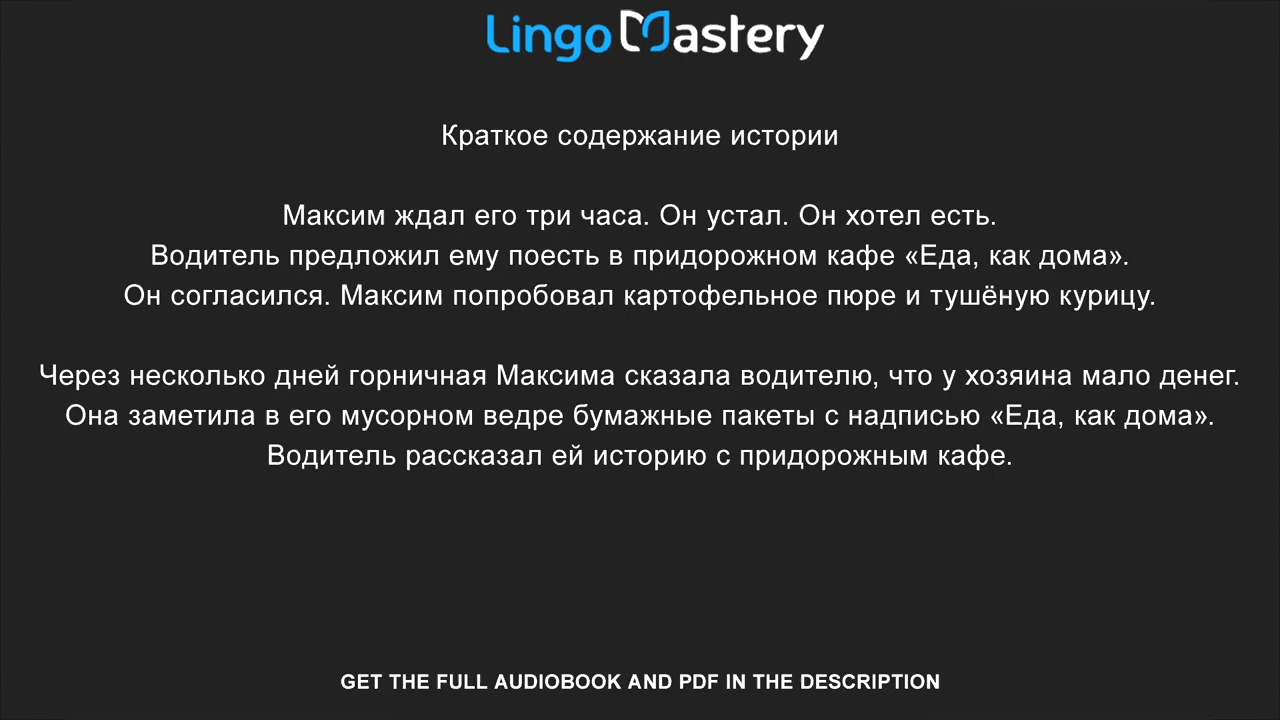 Lingo Mastery
Краткое содержание истории
Максим ждал его три часа. Он устал. Он хотел есть.
Водитель предложил ему поесть в придорожном кафе «Еда, как дома».
Он согласился. Максим попробовал картофельное пюре и тушёную курицу.
Через несколько дней горничная Максима сказала водителю, что у хозяина мало денег.
Она заметила в его мусорном ведре бумажные пакеты с надписью «Еда, как дома».
Водитель рассказал ей историю с придорожным кафе.
GET THE FULL AUDIOBOOK AND PDF IN THE DESCRIPTION